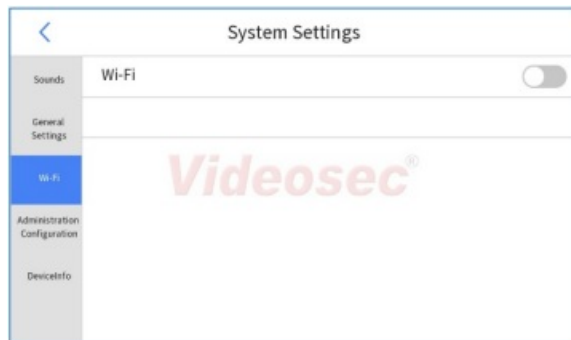 System Settings
Sounds
Wi-Fi
General
Settings
Wi-Fi
Videosec®
Administration
Configuration
DeviceInfo